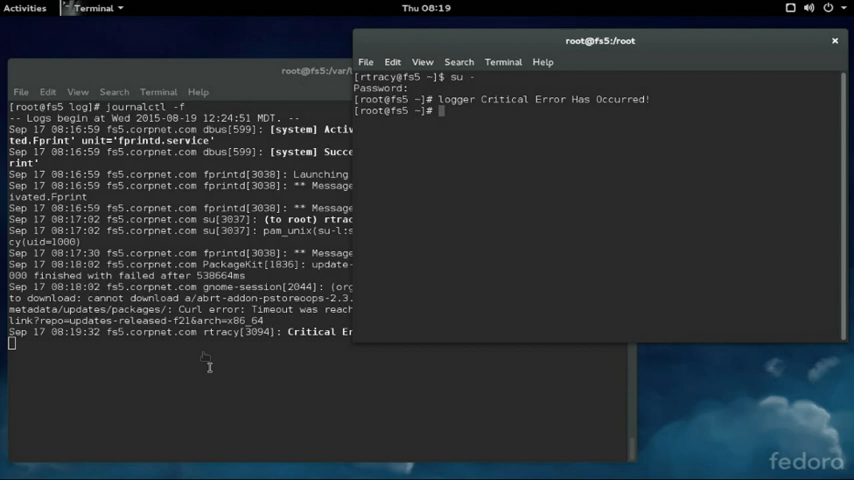 Activities Terminal Thu 08:19
root@fs5:/root
File Edit View Search Terminal Help
[rtracy@fs5 ~]$ su -
Password:
[root@fs5 ~]# logger Critical Error Has Occurred!
[root@fs5 ~]#
root@fs5:/var/l
File Edit View Search Terminal Help
[root@fs5 log]# journalctl -f
-- Logs begin at Wed 2015-08-19 12:24:51 MDT. --
Sep 17 08:16:59 fs5.corpnet.com dbus[599]: [system] Activ
ted.Fprint' unit='fprintd.service'
Sep 17 08:16:59 fs5.corpnet.com dbus[599]: [system] Succe
rint'
Sep 17 08:16:59 fs5.corpnet.com fprintd[3038]: Launching
Sep 17 08:16:59 fs5.corpnet.com fprintd[3038]: ** Messag
ivated.Fprint
Sep 17 08:16:59 fs5.corpnet.com fprintd[3038]: ** Messag
Sep 17 08:17:02 fs5.corpnet.com su[3037]: (to root) rtrac
Sep 17 08:17:02 fs5.corpnet.com su[3037]: pam_unix(su-l:s
cy(uid=1000)
Sep 17 08:17:30 fs5.corpnet.com fprintd[3038]: ** Messag
Sep 17 08:18:02 fs5.corpnet.com PackageKit[1836]: update-
000 finished with failed after 538664ms
Sep 17 08:18:02 fs5.corpnet.com gnome-session[2044]: (org
to download: cannot download a/abrt-addon-pstoreoops-2.3.
metadata/updates/packages/: Curl error: Timeout was reach
link?repo=updates-released-f21&arch=x86_64
Sep 17 08:19:32 fs5.corpnet.com rtracy[3094]: Critical Er
fedora